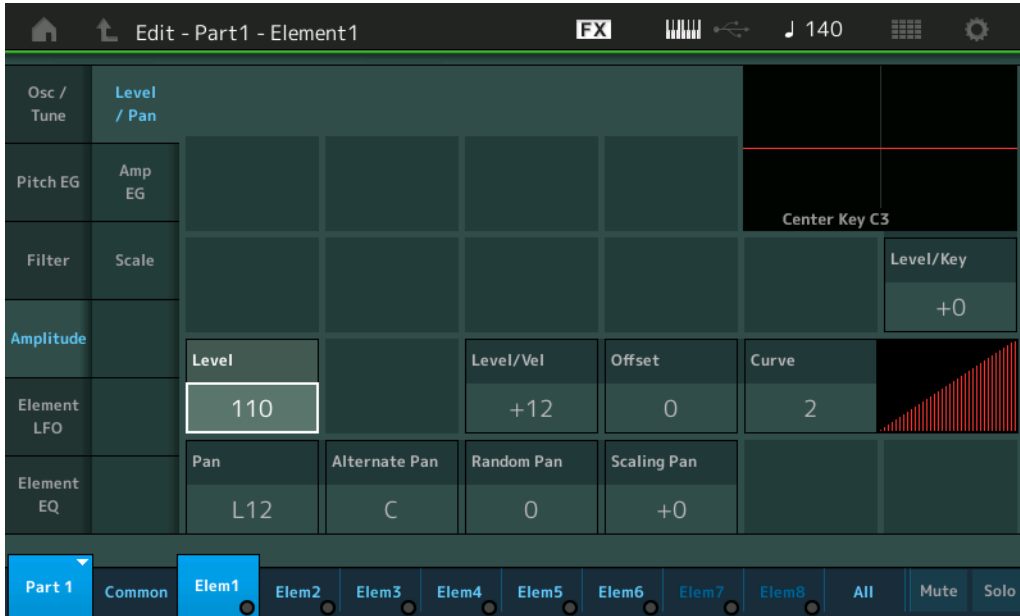 Edit - Part1 - Element1
FX
♩ 140
Osc /
Tune
Pitch EG
Filter
Amplitude
Element
LFO
Element
EQ
Level
/ Pan
Amp
EG
Scale
Center Key C3
Level/Key
+0
Level
110
Level/Vel
+12
Offset
0
Curve
2
Pan
L12
Alternate Pan
C
Random Pan
0
Scaling Pan
+0
Part 1
Common
Elem1
Elem2
Elem3
Elem4
Elem5
Elem6
Elem7
Elem8
All
Mute
Solo